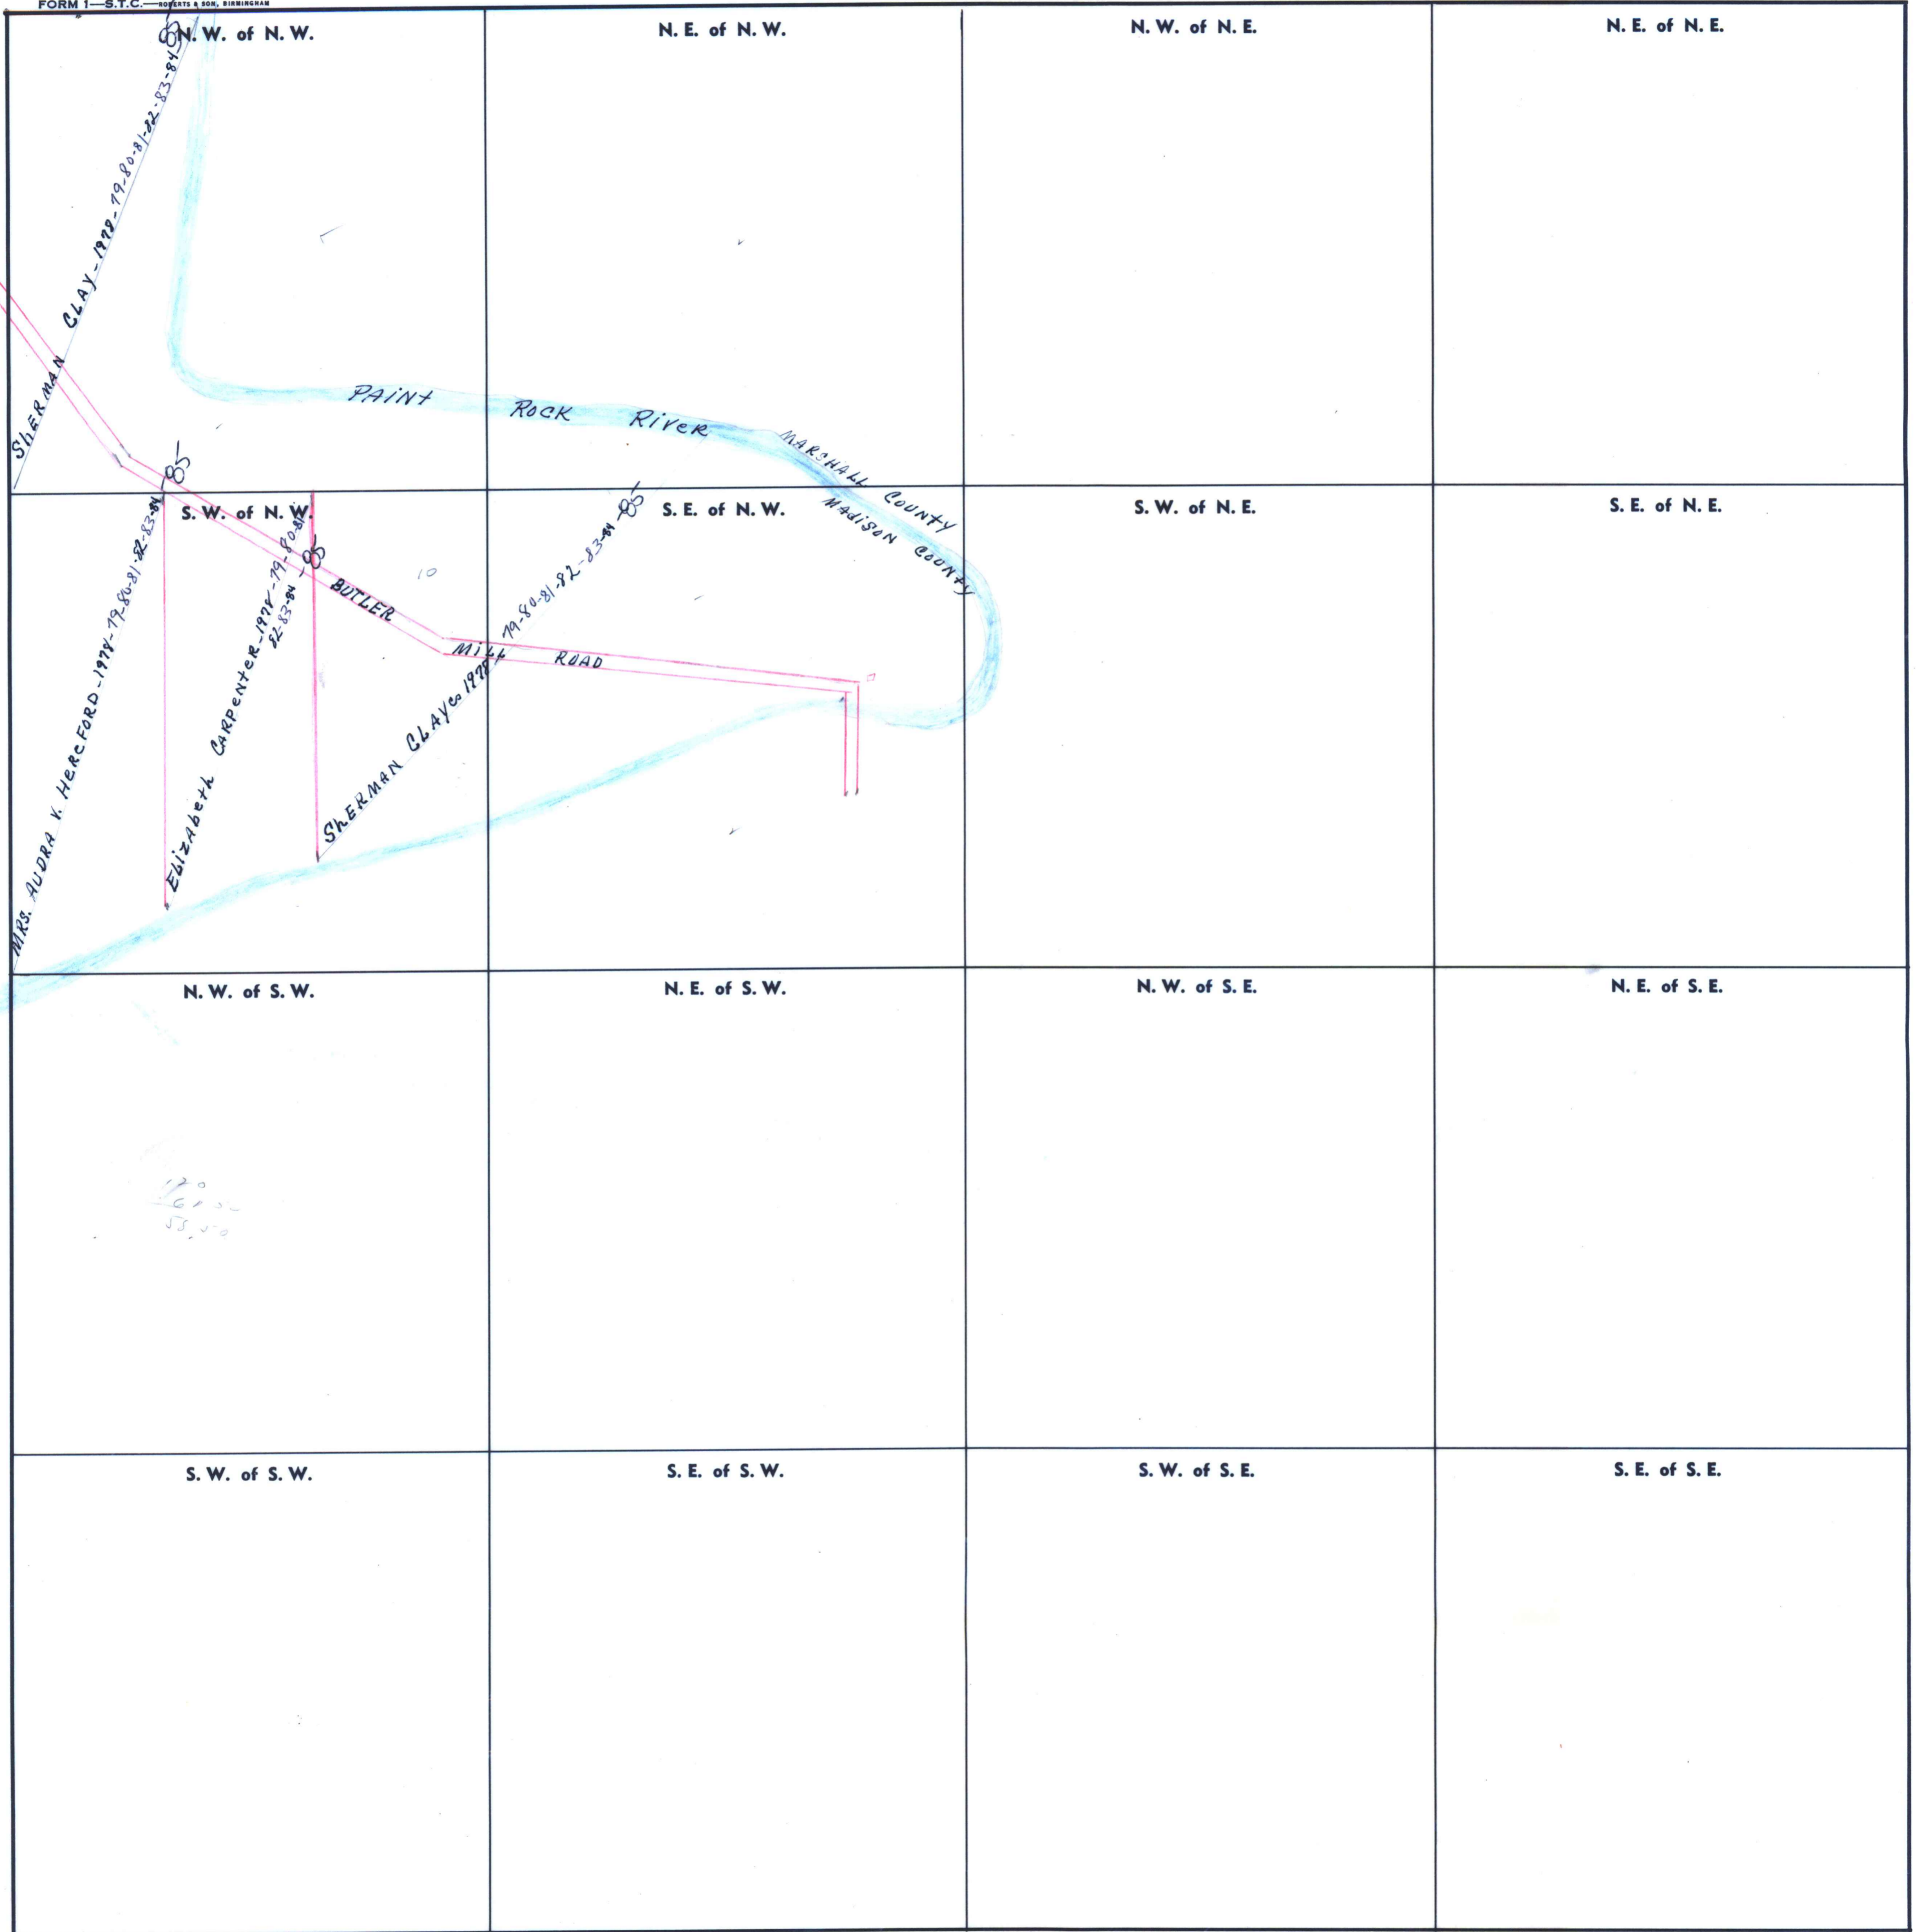 FORM 1—S.T.C.—ROBERTS & SON, BIRMINGHAM
N. W. of N. W.
N. E. of N. W.
N. W. of N. E.
N. E. of N. E.
SHERMAN CLAY-1978-79-80-81-82-83-84-85
PAINT ROCK RIVER
MARSHALL COUNTY
MADISON COUNTY
S. W. of N. W.
S. E. of N. W.
S. W. of N. E.
S. E. of N. E.
MRS. AUDRA V. HEREFORD-1978-79-80-81-82-83-84-85
ELIZABETH CARPENTER-1978-79-80-81-
82-83-84-85
10
BUTLER MILL ROAD
SHERMAN CLAY Co 1978 79-80-81-82-83-84-85
N. W. of S. W.
N. E. of S. W.
N. W. of S. E.
N. E. of S. E.
S. W. of S. W.
S. E. of S. W.
S. W. of S. E.
S. E. of S. E.